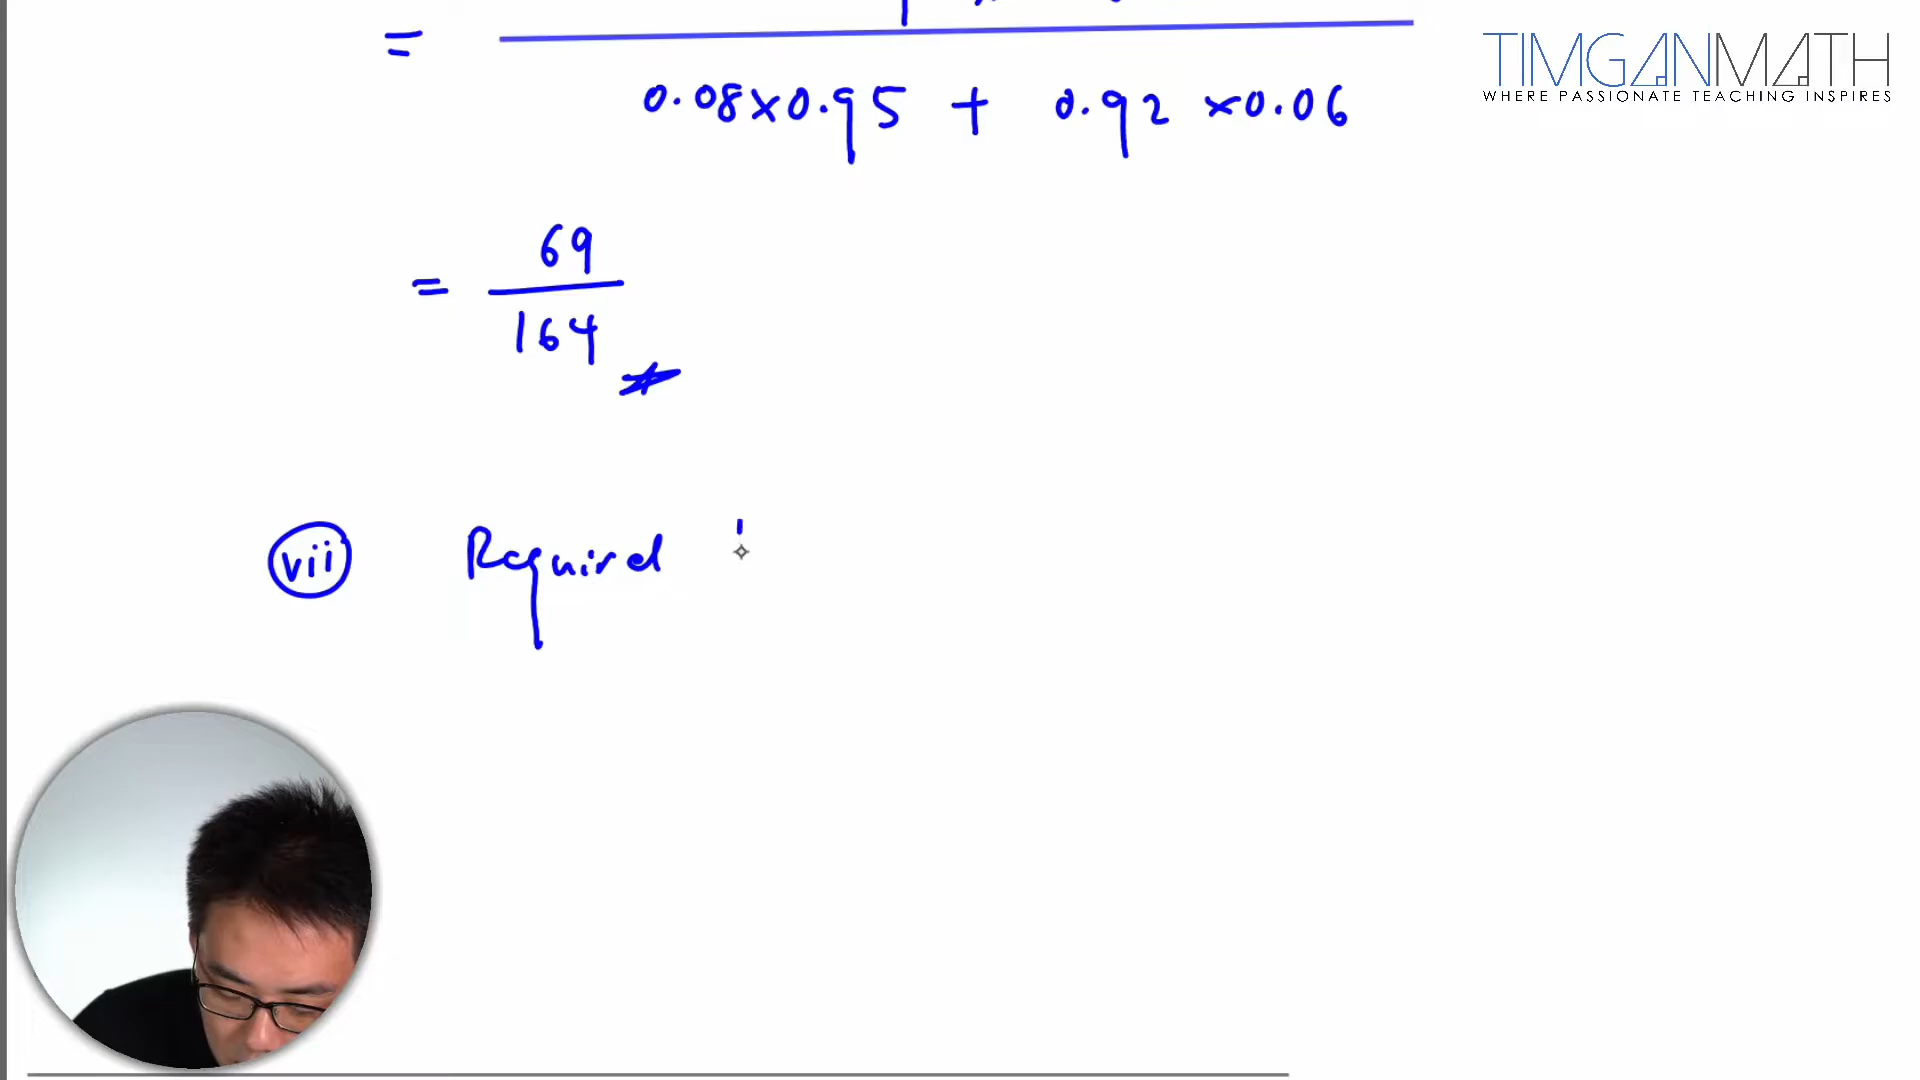 TIMGANMATH
WHERE PASSIONATE TEACHING INSPIRES
=
0.08×0.95 + 0.92 ×0.06
= 69
164
vii Required